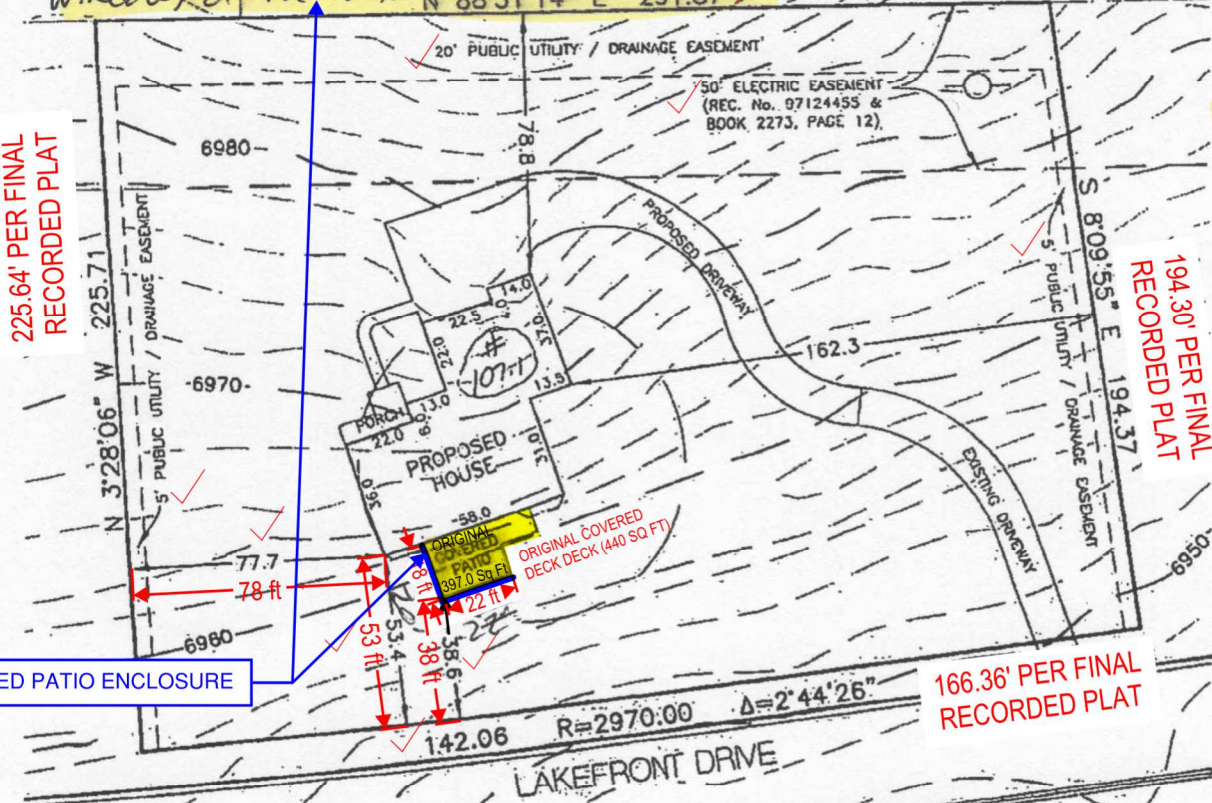 N 88°51'14" E
20' PUBLIC UTILITY / DRAINAGE EASEMENT
50' ELECTRIC EASEMENT
(REC. No. 97124455 &
BOOK 2273, PAGE 12).
78.8
6980
225.64' PER FINAL
RECORDED PLAT
N 3°28'06" W 225.71
5' PUBLIC UTILITY / DRAINAGE EASEMENT
PROPOSED DRIVEWAY
S 8°09'55" E 194.37
5' PUBLIC UTILITY / DRAINAGE EASEMENT
194.30' PER FINAL
RECORDED PLAT
14.0
22.5
22.0
37.0
#
1071
13.5
162.3
6970
PORCH
13.0
22.0
6.0
36.0
PROPOSED
HOUSE
31.0
58.0
EXISTING DRIVEWAY
6950
ORIGINAL
COVERED
PATIO
397.0 Sq Ft
ORIGINAL COVERED
DECK DECK (440 SQ FT)
77.7
78 ft
8 ft
22 ft
6960
53 ft
53.4
38 ft
38.6
ED PATIO ENCLOSURE
142.06 R=2970.00 Δ=2°44'26"
166.36' PER FINAL
RECORDED PLAT
LAKEFRONT DRIVE